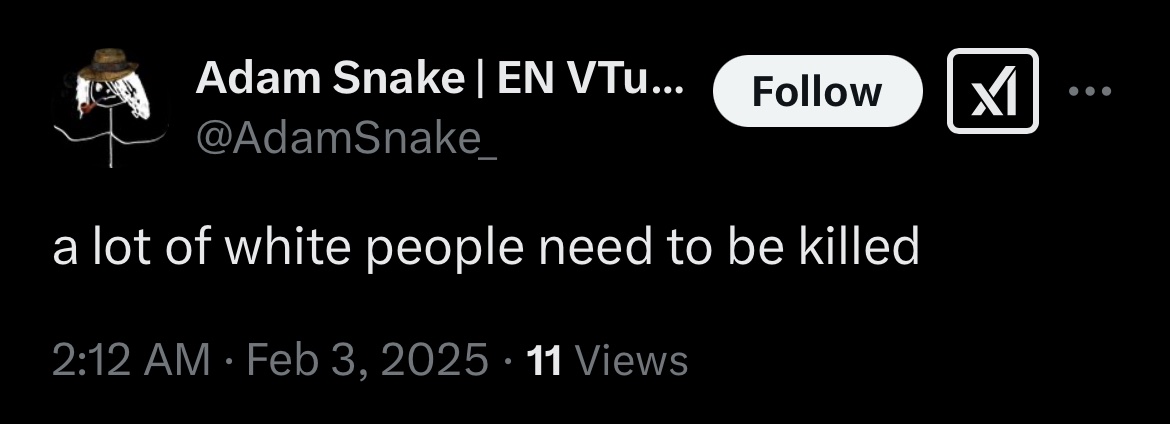 Adam Snake | EN VTu...
Follow
@AdamSnake_
a lot of white people need to be killed
2:12 AM · Feb 3, 2025 · 11 Views